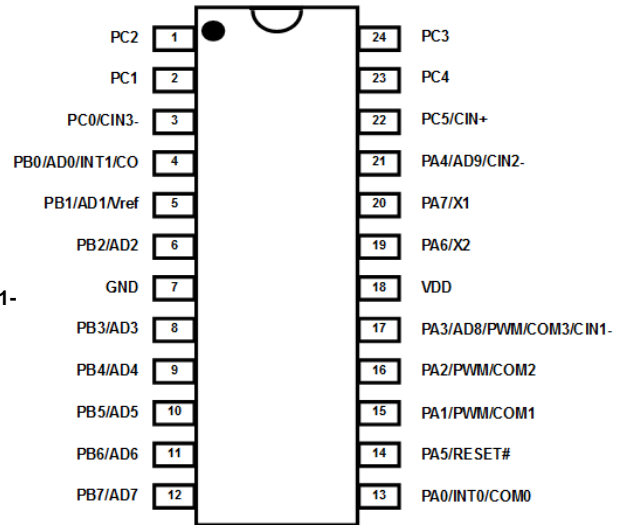 PC2 1 24 PC3
PC1 2 23 PC4
PC0/CIN3- 3 22 PC5/CIN+
PB0/AD0/INT1/CO 4 21 PA4/AD9/CIN2-
PB1/AD1/Vref 5 20 PA7/X1
PB2/AD2 6 19 PA6/X2
GND 7 18 VDD
1-
PB3/AD3 8 17 PA3/AD8/PWM/COM3/CIN1-
PB4/AD4 9 16 PA2/PWM/COM2
PB5/AD5 10 15 PA1/PWM/COM1
PB6/AD6 11 14 PA5/RESET#
PB7/AD7 12 13 PA0/INT0/COM0